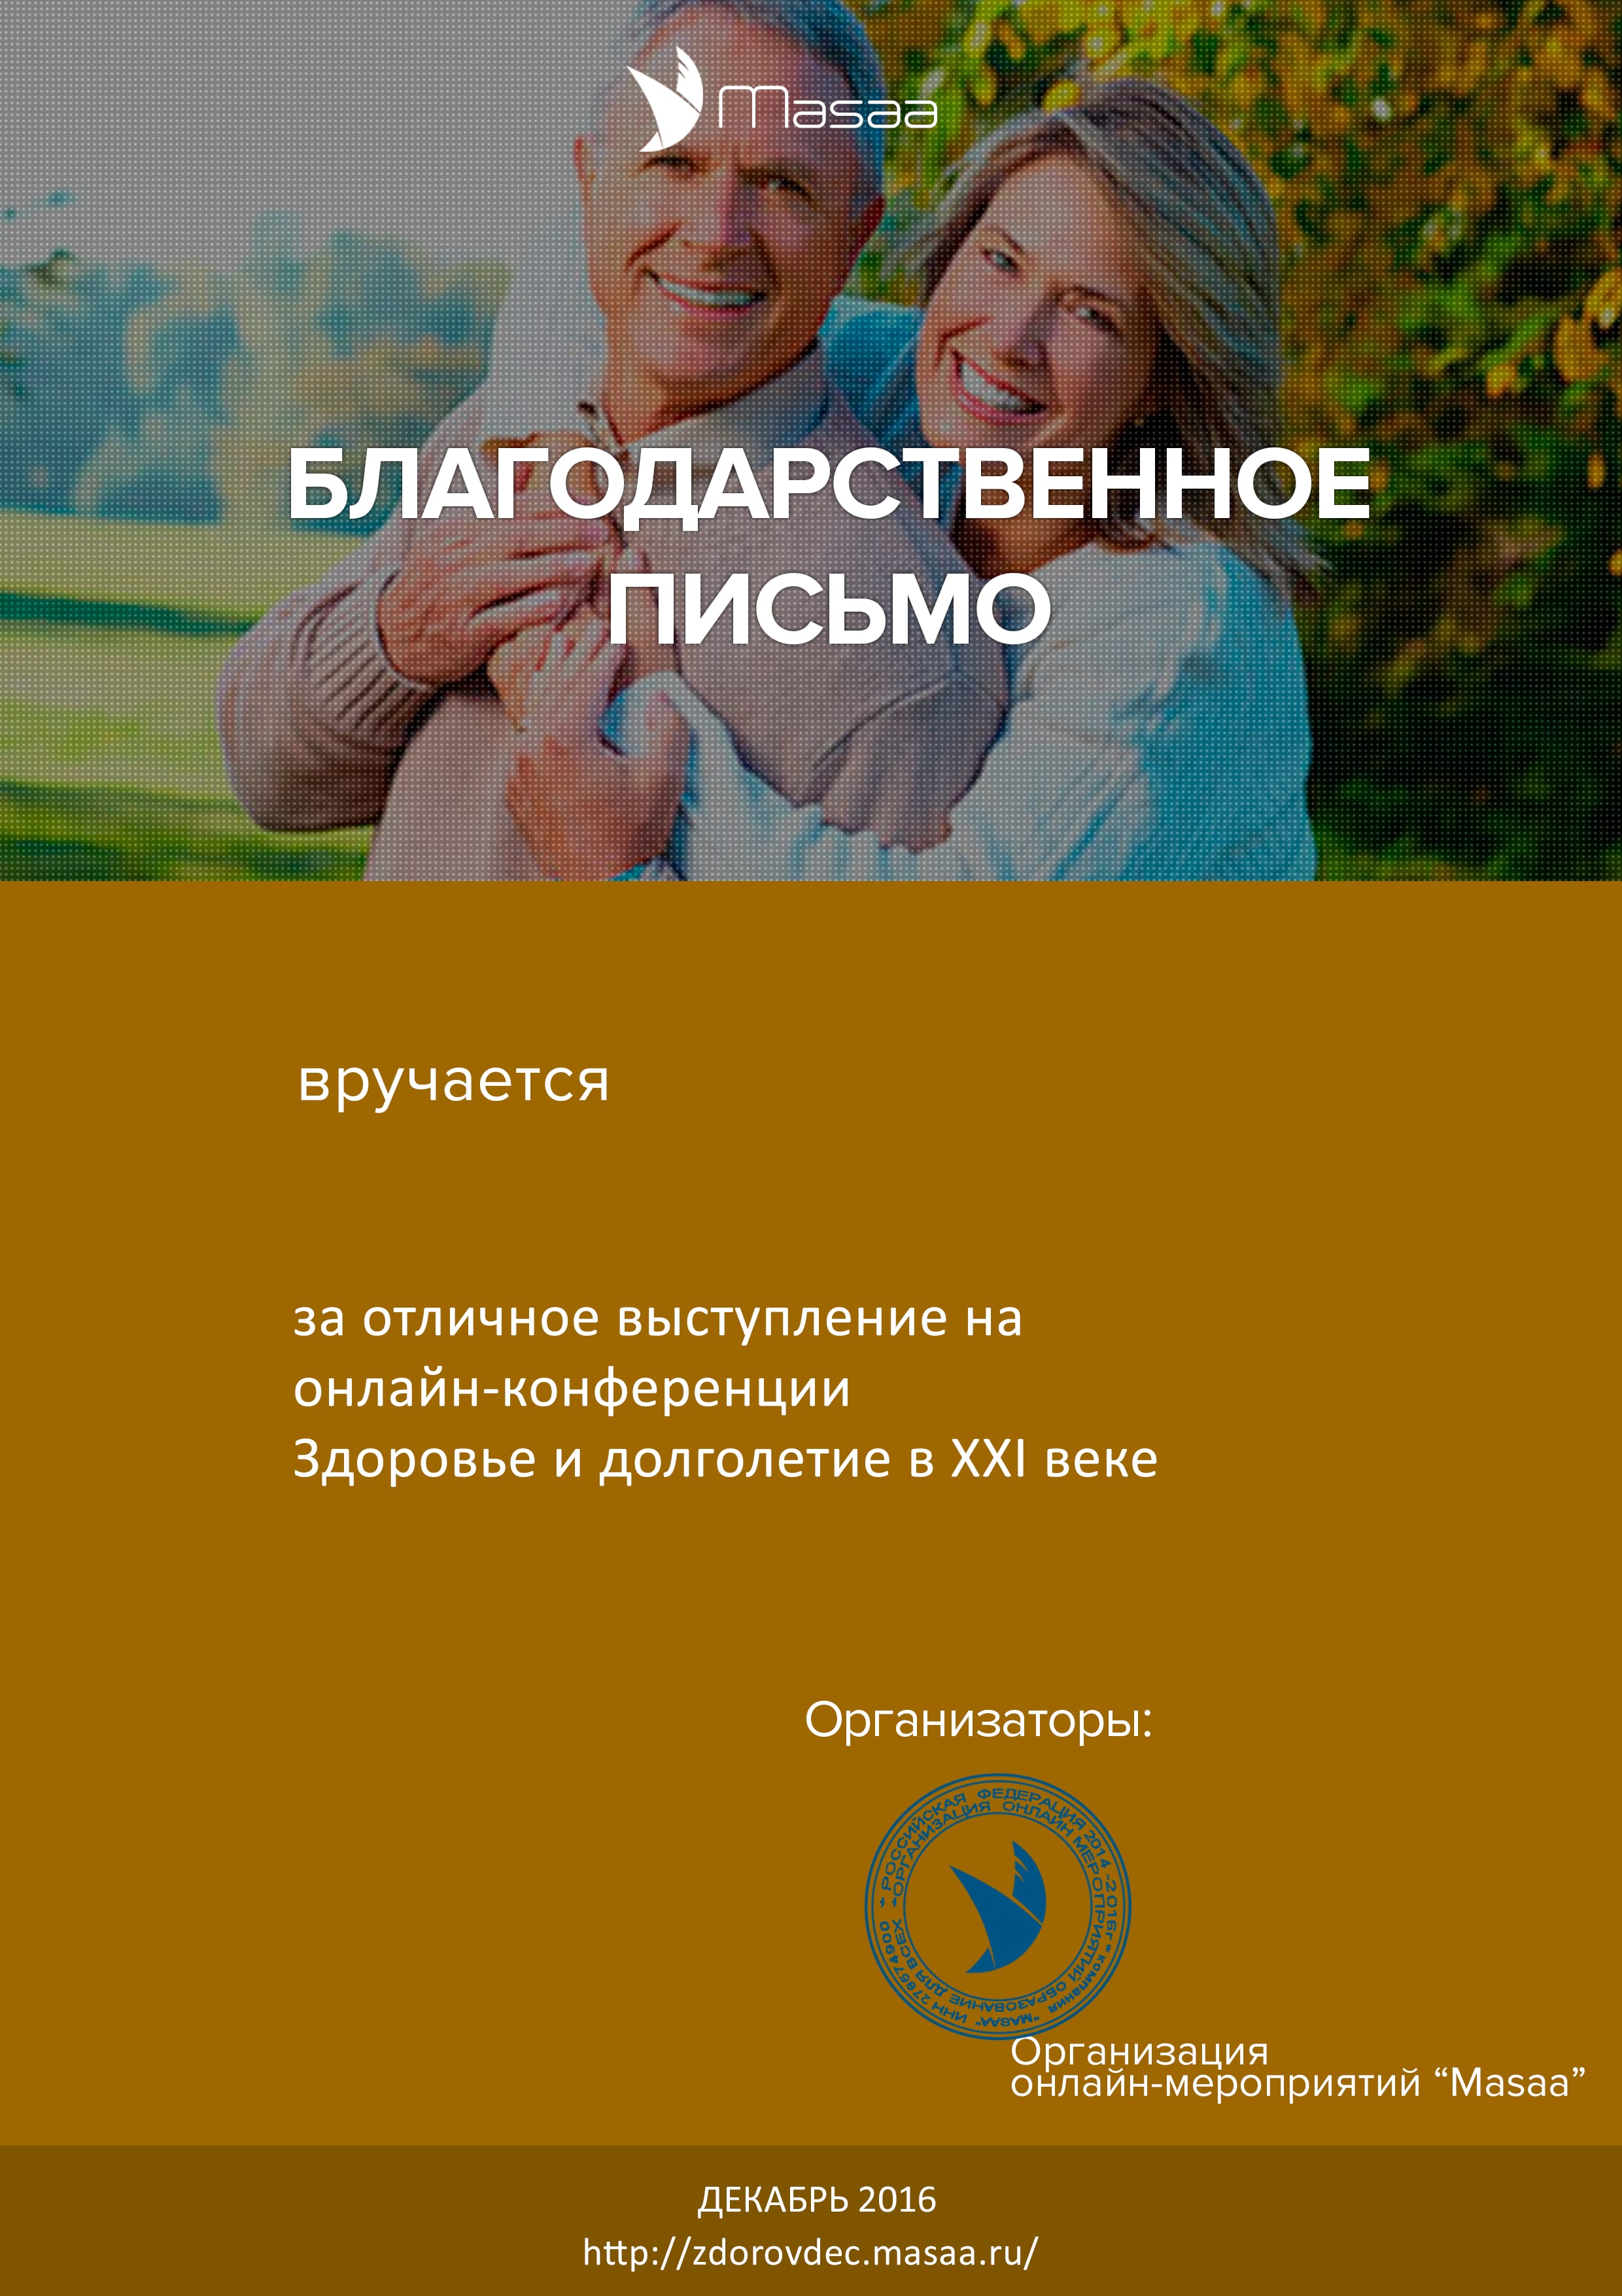 Masaa
БЛАГОДАРСТВЕННОЕ
ПИСЬМО
вручается
за отличное выступление на
онлайн-конференции
Здоровье и долголетие в XXI веке
Организаторы:
* РОССИЙСКАЯ ФЕДЕРАЦИЯ 2014-2016г * компания "MASAA" ИНН 278674900
"ОРГАНИЗАЦИЯ ОНЛАЙН МЕРОПРИЯТИЙ ОБРАЗОВАНИЕ ДЛЯ ВСЕХ
Организация
онлайн-мероприятий “Masaa”
ДЕКАБРЬ 2016
http://zdorovdec.masaa.ru/